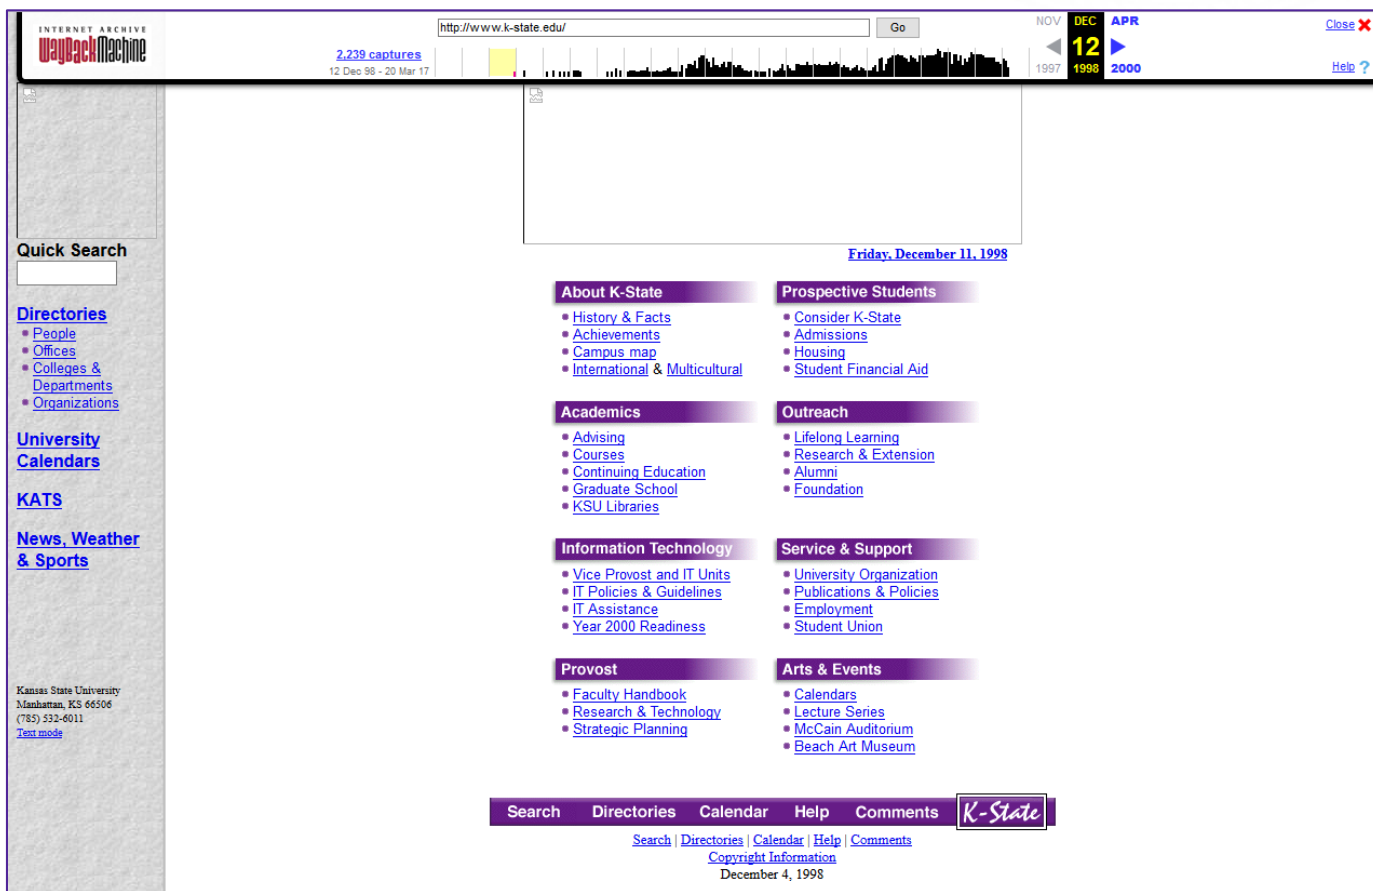 INTERNET ARCHIVE
WayBackMachine
http://www.k-state.edu/
Go
2,239 captures
12 Dec 98 - 20 Mar 17
NOV DEC APR
12
1997 1998 2000
Close
Help ?
Quick Search
Directories
People
Offices
Colleges &
Departments
Organizations
University
Calendars
KATS
News, Weather
& Sports
Kansas State University
Manhattan, KS 66506
(785) 532-6011
Text mode
Friday, December 11, 1998
About K-State
History & Facts
Achievements
Campus map
International & Multicultural
Prospective Students
Consider K-State
Admissions
Housing
Student Financial Aid
Academics
Advising
Courses
Continuing Education
Graduate School
KSU Libraries
Outreach
Lifelong Learning
Research & Extension
Alumni
Foundation
Information Technology
Vice Provost and IT Units
IT Policies & Guidelines
IT Assistance
Year 2000 Readiness
Service & Support
University Organization
Publications & Policies
Employment
Student Union
Provost
Faculty Handbook
Research & Technology
Strategic Planning
Arts & Events
Calendars
Lecture Series
McCain Auditorium
Beach Art Museum
Search Directories Calendar Help Comments K-State
Search | Directories | Calendar | Help | Comments
Copyright Information
December 4, 1998